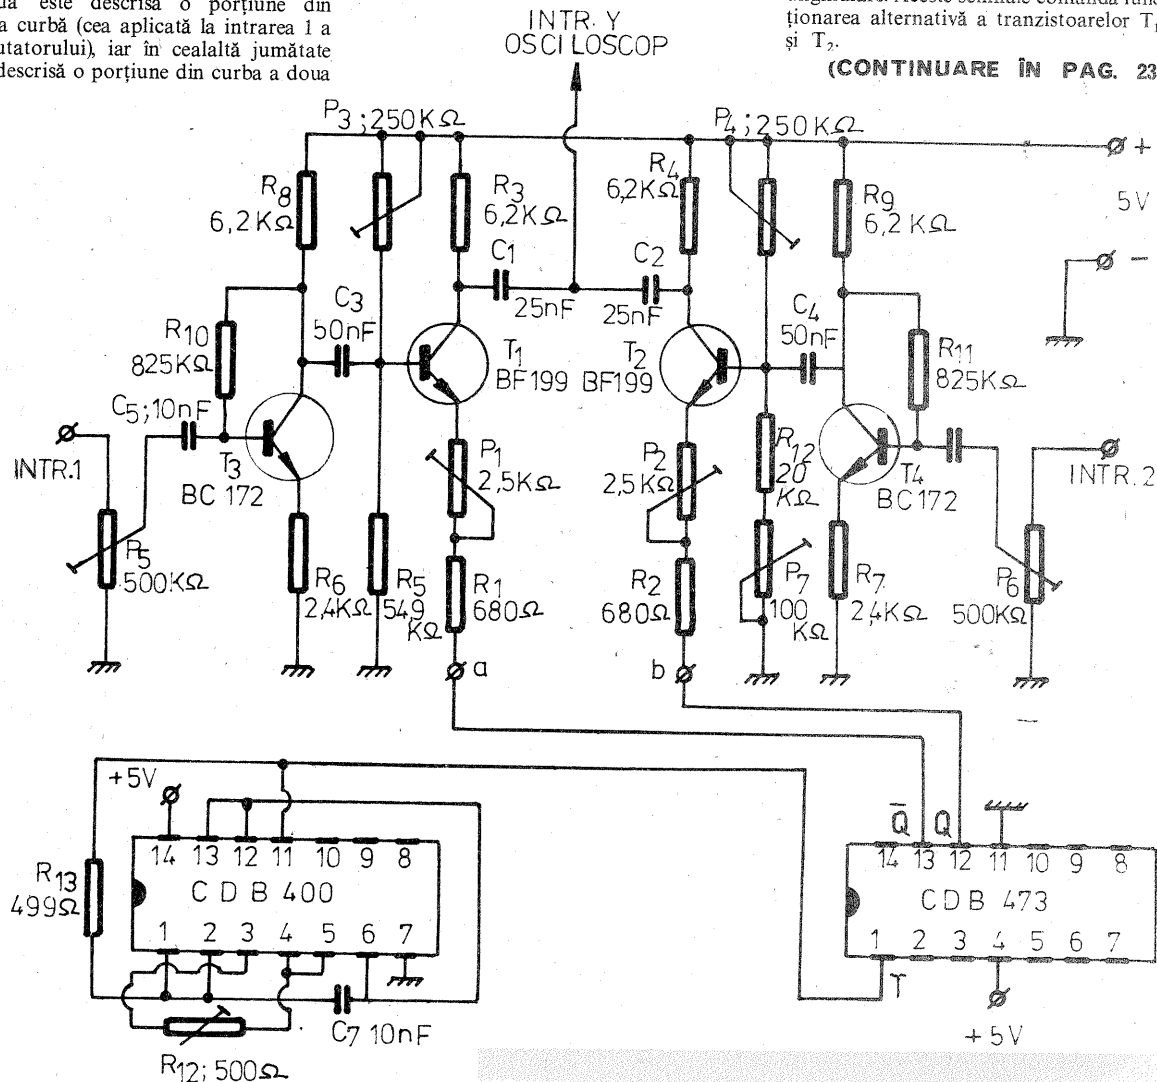 ua este descrisă o porțiune din
a curbă (cea aplicată la intrarea 1 a
utatorului), iar în cealaltă jumătate
descrisă o porțiune din curba a doua
ționarea alternativă a tranzistoarelor T1
și T2.
(CONTINUARE ÎN PAG. 23
INTR. Y
OSCILOSCOP
P3; 250KΩ
P4; 250KΩ
+
5V
−
R8
6,2KΩ
R3
6,2KΩ
R4
6,2KΩ
R9
6,2KΩ
C1
25nF
C2
25nF
C3
50nF
C4
50nF
R10
825KΩ
R11
825KΩ
T1
BF199
T2
BF199
C5; 10nF
INTR.1
T3
BC 172
T4
BC 172
INTR. 2
P1
2,5KΩ
P2
2,5KΩ
R12
20
KΩ
P5
500KΩ
R6
2,4KΩ
R5
549
KΩ
R1
680Ω
R2
680Ω
P7
100
KΩ
R7
2,4KΩ
P6
500KΩ
a
b
+5V
14 13 12 11 10 9 8
CDB 400
1 2 3 4 5 6 7
R13
499Ω
C7 10nF
R12; 500Ω
Q̄ Q
14 13 12 11 10 9 8
CDB 473
1 2 3 4 5 6 7
T
+5V